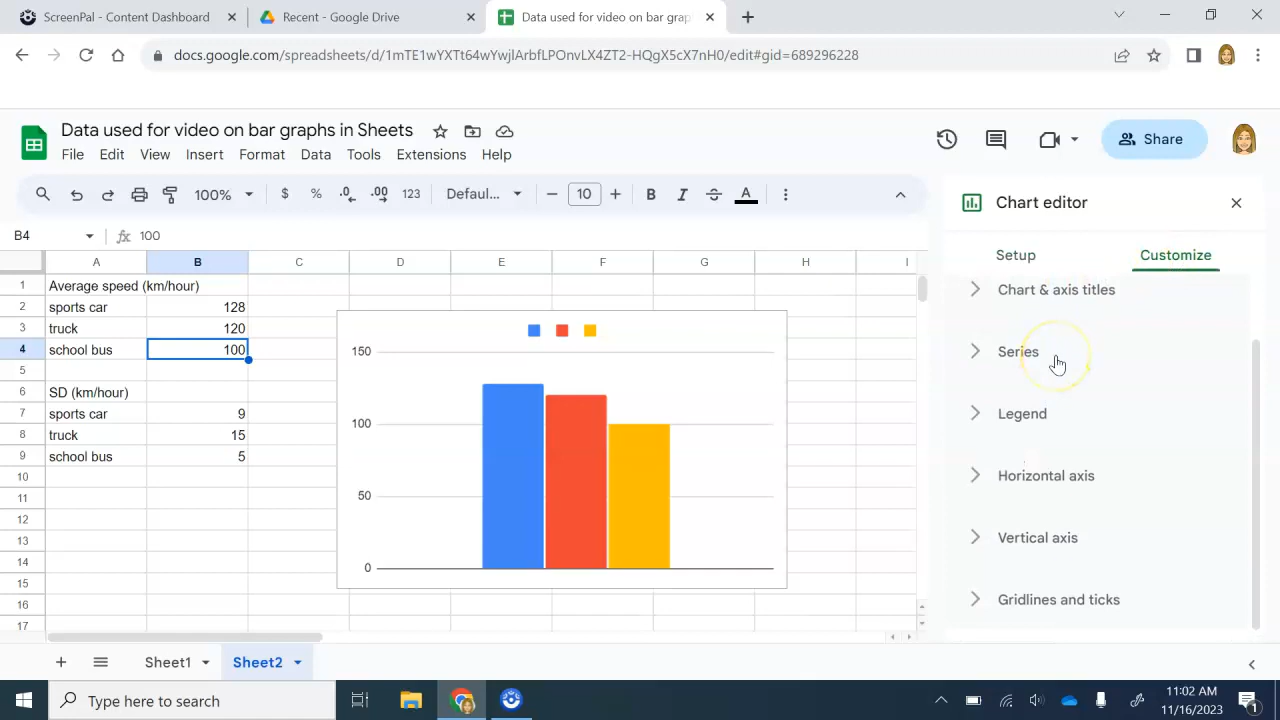 ScreenPal - Content Dashboard
Recent - Google Drive
Data used for video on bar grap
docs.google.com/spreadsheets/d/1mTE1wYXTt64wYwjlArbfLPOnvLX4ZT2-HQgX5cX7nH0/edit#gid=689296228
Data used for video on bar graphs in Sheets
File Edit View Insert Format Data Tools Extensions Help
Share
100% $ % .0 .00 123 Defaul... 10 B I S A
B4 fx 100
Chart editor
Setup Customize
A B C D E F G H I
1 Average speed (km/hour)
2 sports car 128
3 truck 120
4 school bus 100
5
6 SD (km/hour)
7 sports car 9
8 truck 15
9 school bus 5
10
11
12
13
14
15
16
17
150
100
50
0
Chart & axis titles
Series
Legend
Horizontal axis
Vertical axis
Gridlines and ticks
Sheet1 Sheet2
Type here to search
11:02 AM
11/16/2023
1